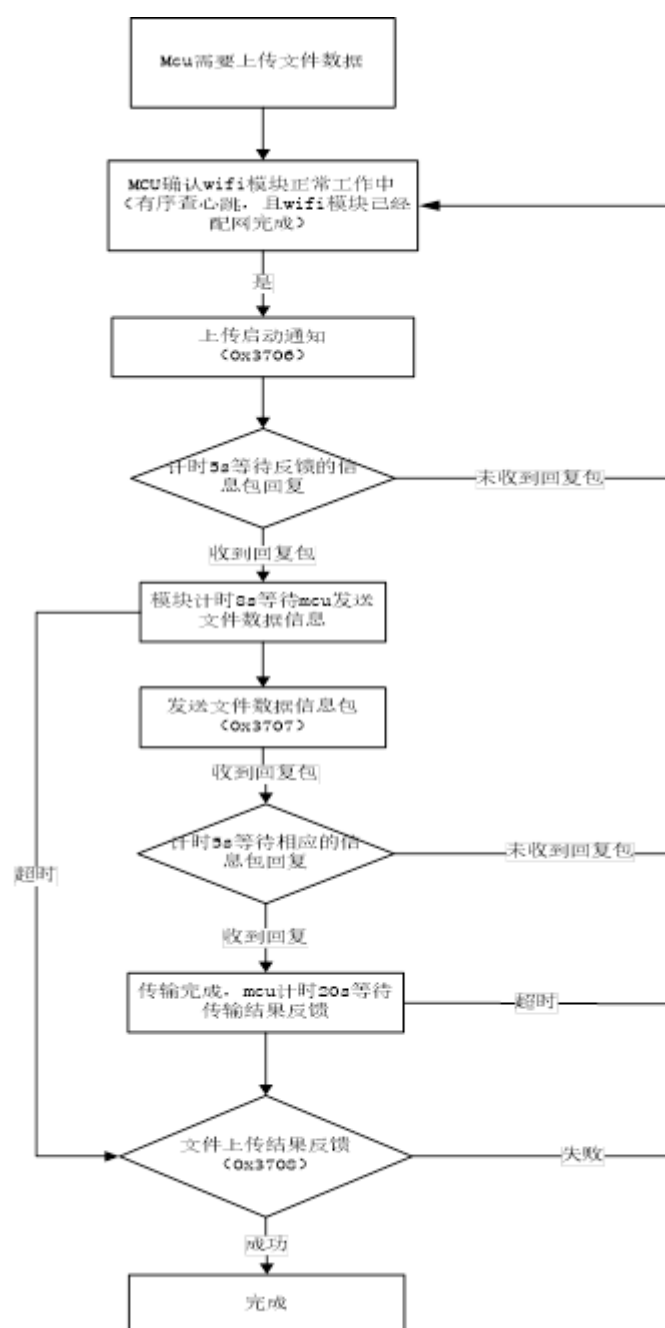 Mcu需要上传文件数据
MCU确认wifi模块正常工作中
(有序查心跳，且wifi模块已经
配网完成)
是
上传启动通知
(0x3706)
计时5s等待反馈的信
息包回复
未收到回复包
收到回复包
模块计时8s等待mcu发送
文件数据信息
发送文件数据信息包
(0x3707)
收到回复包
计时5s等待相应的信
息包回复
未收到回复包
超时
收到回复
传输完成，mcu计时20s等待
传输结果反馈
超时
文件上传结果反馈
(0x3708)
失败
成功
完成